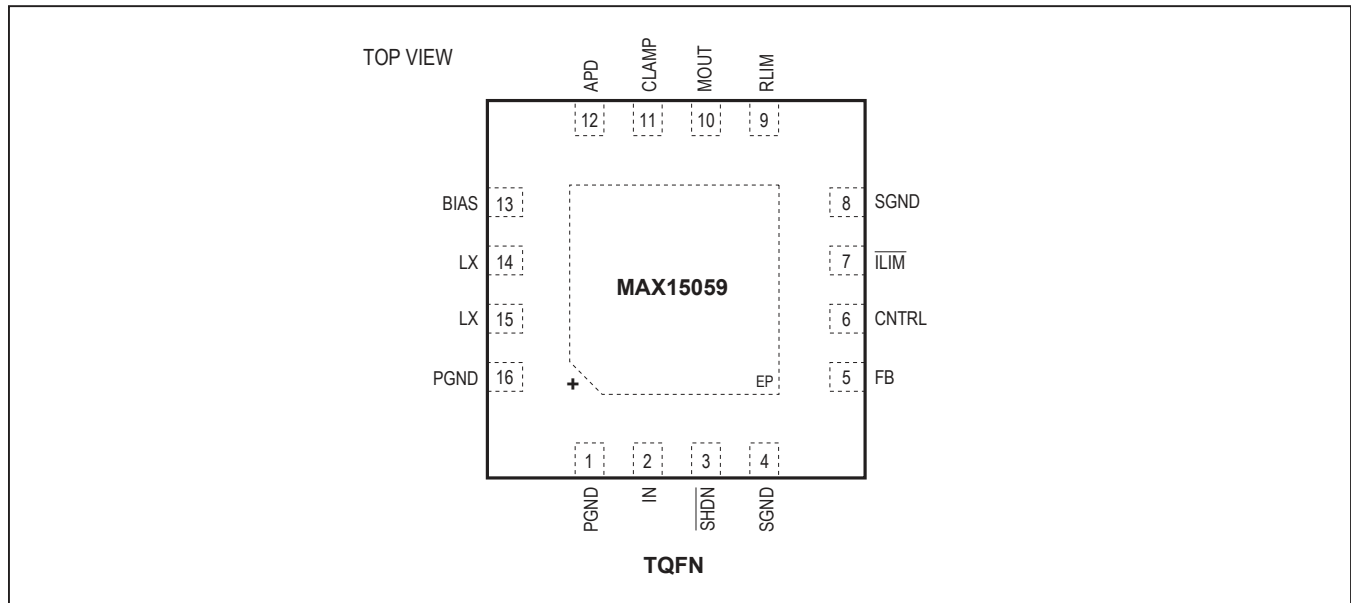 TOP VIEW
APD CLAMP MOUT RLIM
12 11 10 9
BIAS 13
8 SGND
LX 14
7 ILIM
MAX15059
LX 15
6 CNTRL
PGND 16
+
EP
5 FB
1 2 3 4
PGND IN SHDN SGND
TQFN